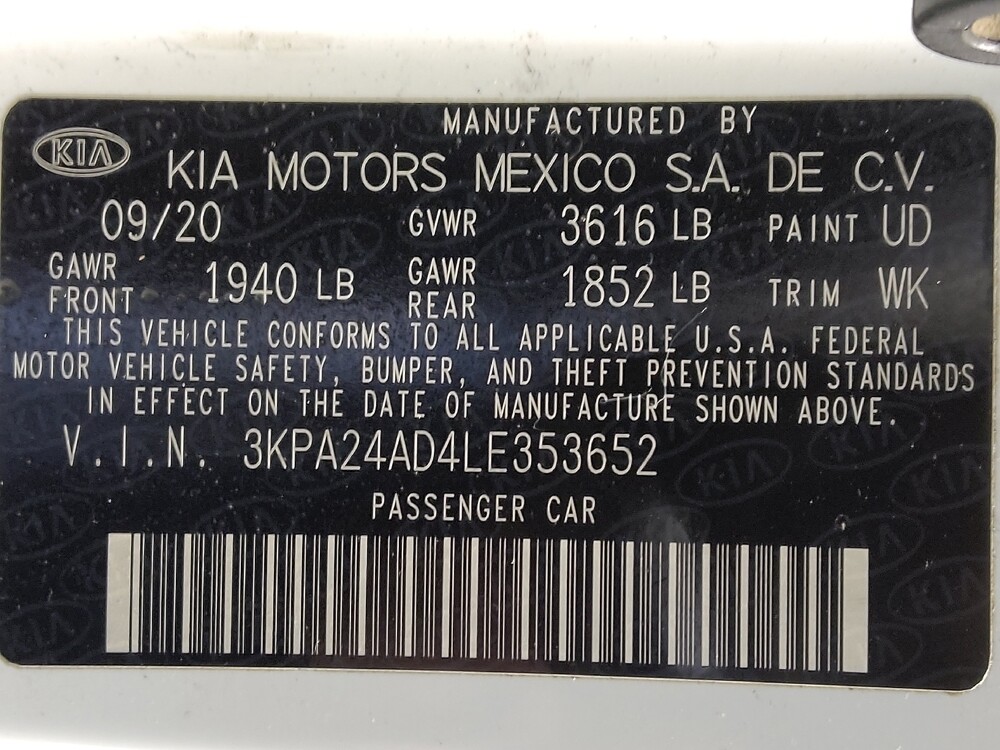 MANUFACTURED BY
KIA
KIA MOTORS MEXICO S.A. DE C.V.
09/20 GVWR 3616 LB PAINT UD
GAWR FRONT 1940 LB GAWR REAR 1852 LB TRIM WK
THIS VEHICLE CONFORMS TO ALL APPLICABLE U.S.A. FEDERAL
MOTOR VEHICLE SAFETY, BUMPER, AND THEFT PREVENTION STANDARDS
IN EFFECT ON THE DATE OF MANUFACTURE SHOWN ABOVE.
V.I.N. 3KPA24AD4LE353652
PASSENGER CAR